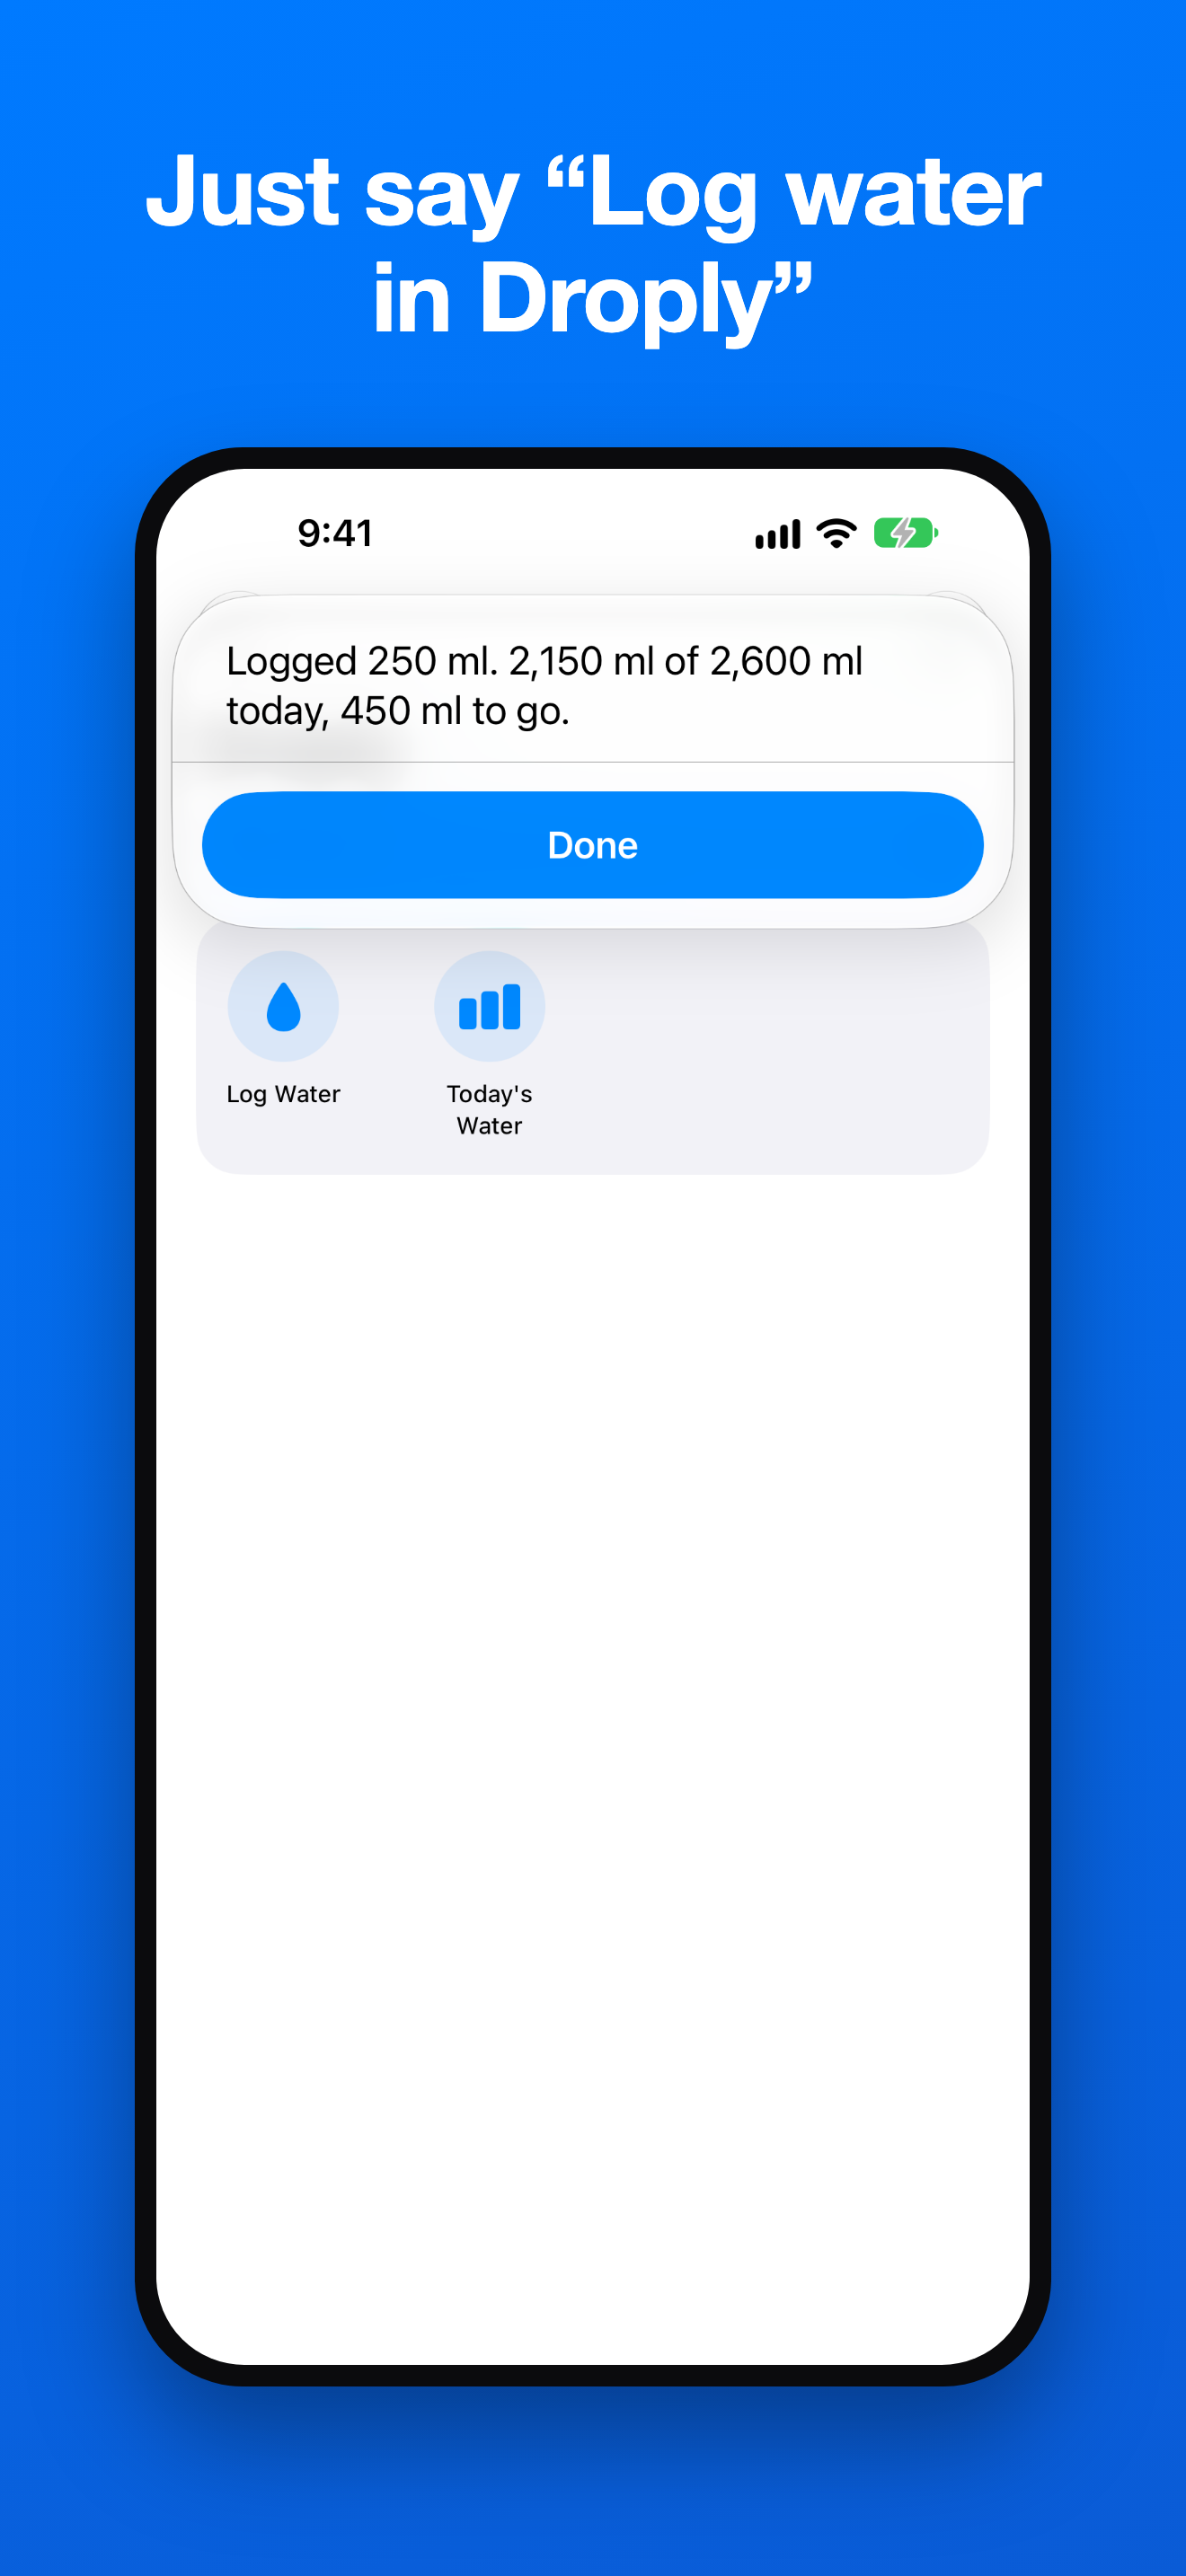 Just say “Log water
in Droply”
9:41
Logged 250 ml. 2,150 ml of 2,600 ml
today, 450 ml to go.
Done
Log Water
Today's
Water